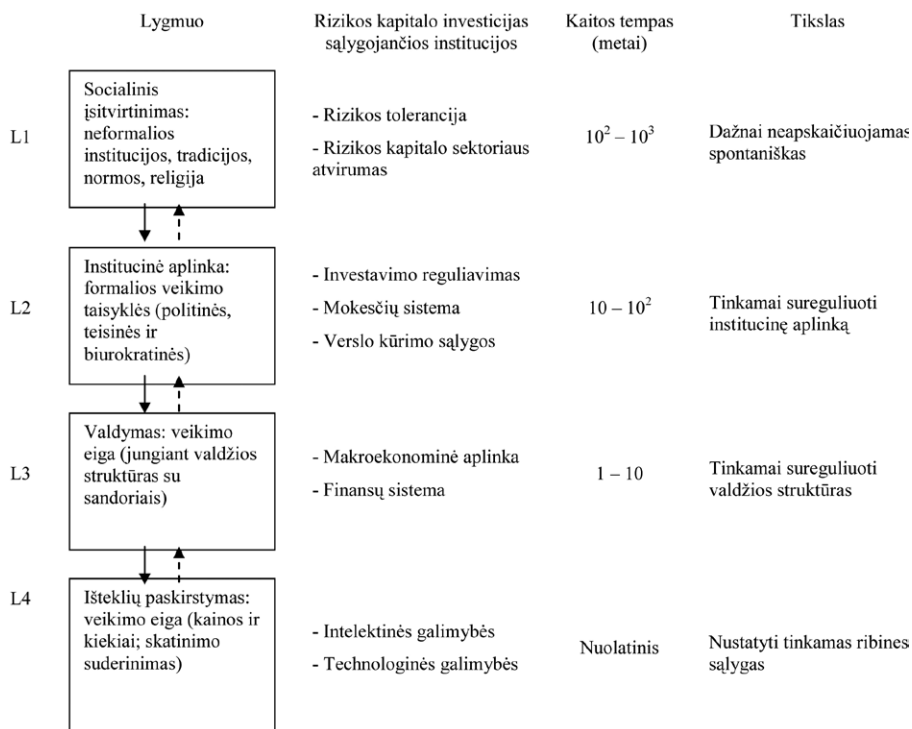 Lygmuo
Rizikos kapitalo investicijas
sąlygojančios institucijos
Kaitos tempas
(metai)
Tikslas
L1
Socialinis
įsitvirtinimas:
neformalios
institucijos, tradicijos,
normos, religija
- Rizikos tolerancija
- Rizikos kapitalo sektoriaus
atvirumas
10² – 10³
Dažnai neapskaičiuojamas
spontaniškas
L2
Institucinė aplinka:
formalios veikimo
taisyklės (politinės,
teisinės ir
biurokratinės)
- Investavimo reguliavimas
- Mokesčių sistema
- Verslo kūrimo sąlygos
10 – 10²
Tinkamai sureguliuoti
institucinę aplinką
L3
Valdymas: veikimo
eiga (jungiant valdžios
struktūras su
sandoriais)
- Makroekonominė aplinka
- Finansų sistema
1 – 10
Tinkamai sureguliuoti
valdžios struktūras
L4
Išteklių paskirstymas:
veikimo eiga (kainos ir
kiekiai; skatinimo
suderinimas)
- Intelektinės galimybės
- Technologinės galimybės
Nuolatinis
Nustatyti tinkamas ribines
sąlygas